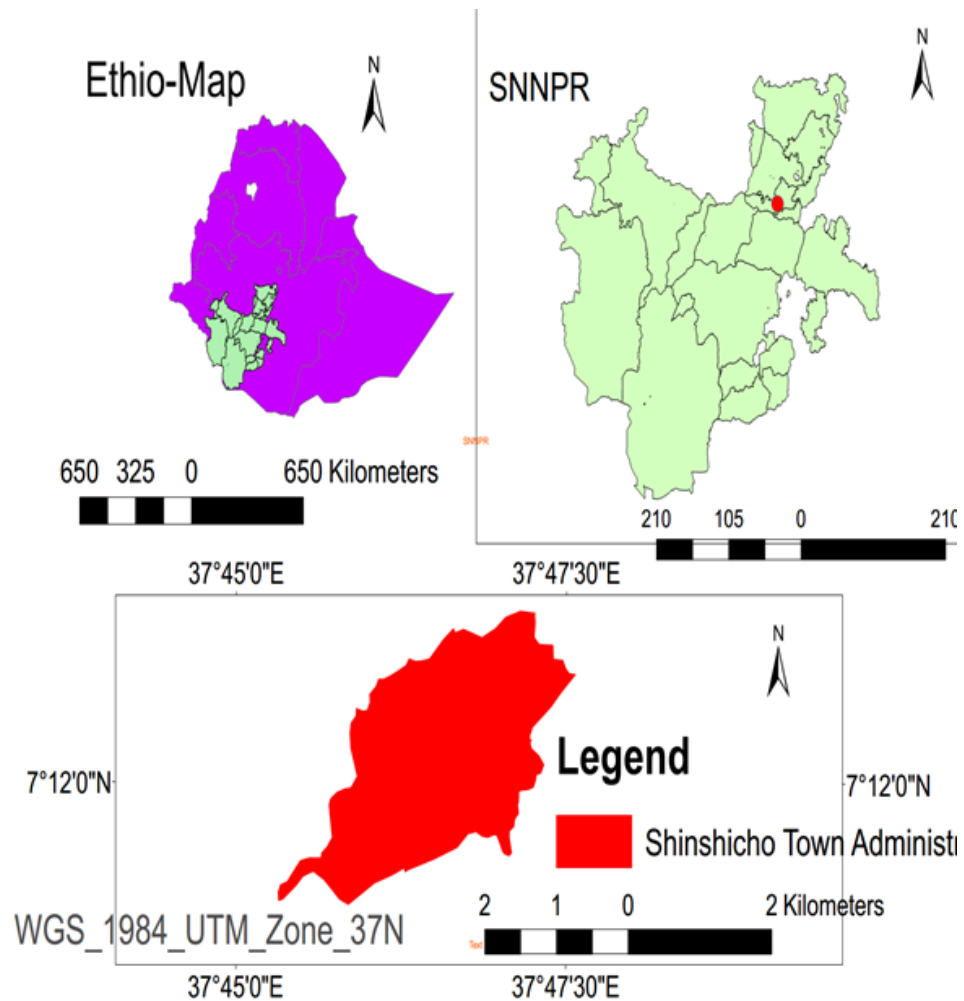 Ethio-Map
N
SNNPR
N
SNNPR
650 325 0 650 Kilometers
210 105 0 210
37°45'0"E 37°47'30"E
N
Legend
7°12'0"N 7°12'0"N
Shinshicho Town Administr
2 1 0 2 Kilometers
WGS_1984_UTM_Zone_37N
Text
37°45'0"E 37°47'30"E